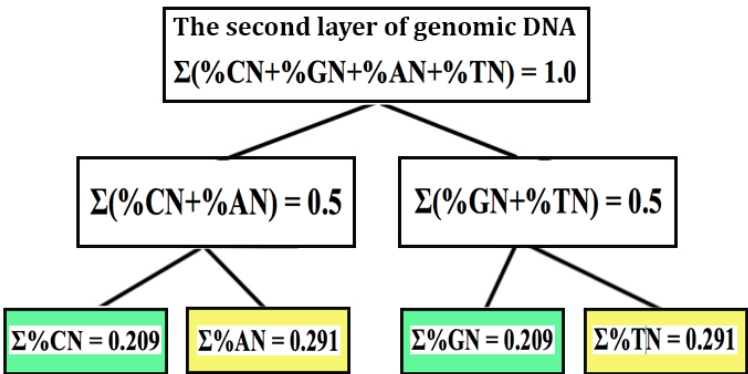 The second layer of genomic DNA
Σ(%CN+%GN+%AN+%TN) = 1.0
Σ(%CN+%AN) = 0.5
Σ(%GN+%TN) = 0.5
Σ%CN = 0.209
Σ%AN = 0.291
Σ%GN = 0.209
Σ%TN = 0.291